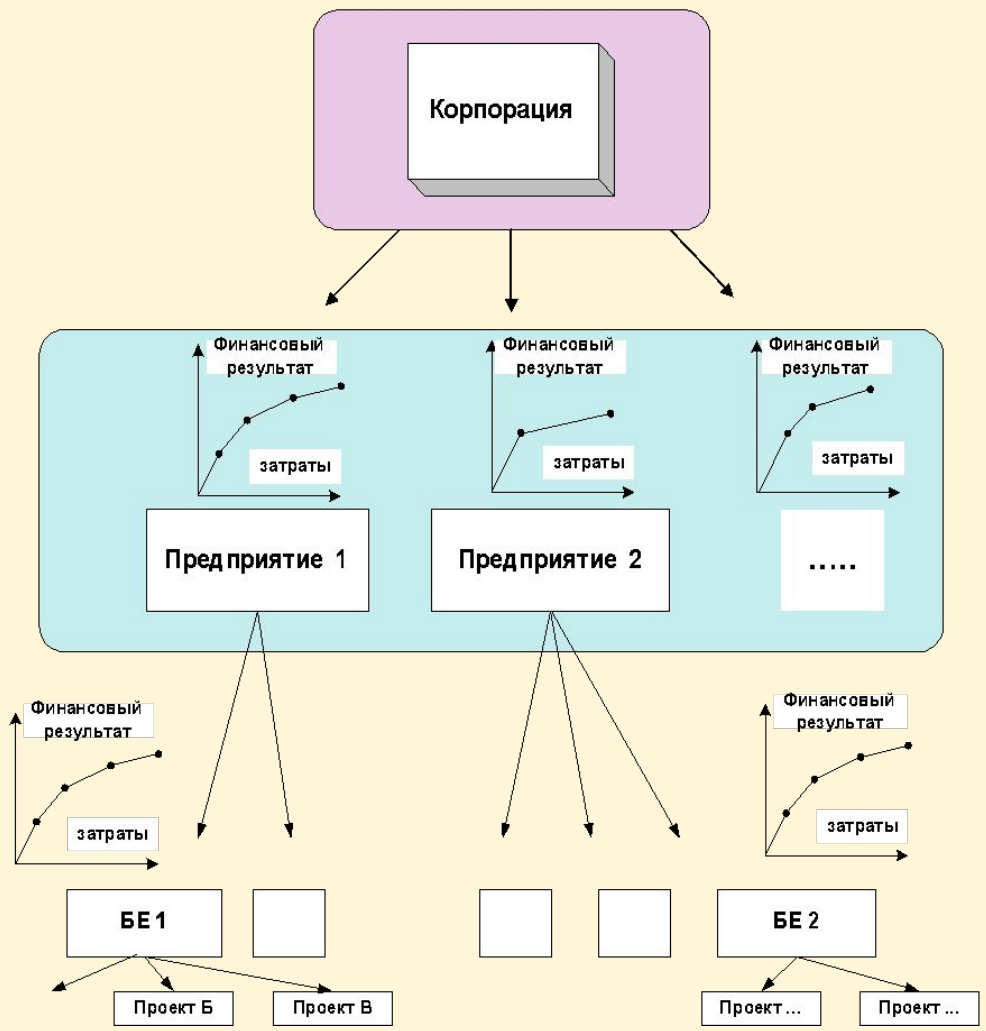 Корпорация
Финансовый
результат
затраты
Финансовый
результат
затраты
Финансовый
результат
затраты
Предприятие 1
Предприятие 2
.....
Финансовый
результат
затраты
Финансовый
результат
затраты
БЕ 1
БЕ 2
Проект Б
Проект В
Проект ...
Проект ...